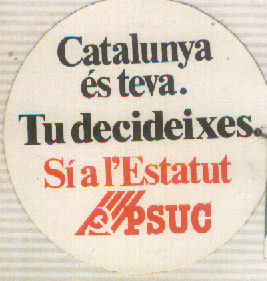 Catalunya
és teva.
Tu decideixes.
Sí a l'Estatut
PSUC